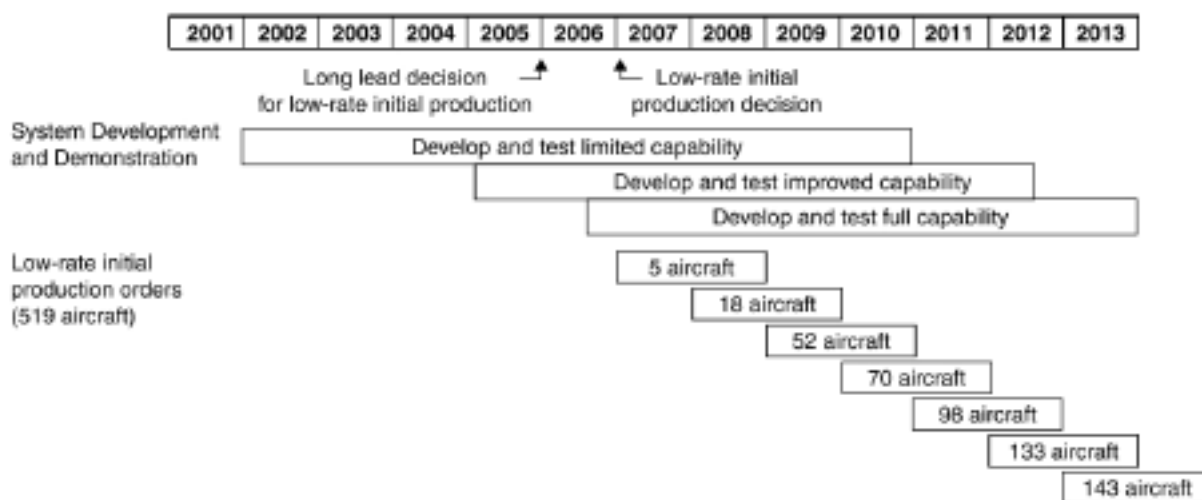 2001 2002 2003 2004 2005 2006 2007 2008 2009 2010 2011 2012 2013
Long lead decision
for low-rate initial production
Low-rate initial
production decision
System Development
and Demonstration
Develop and test limited capability
Develop and test improved capability
Develop and test full capability
Low-rate initial
production orders
(519 aircraft)
5 aircraft
18 aircraft
52 aircraft
70 aircraft
98 aircraft
133 aircraft
143 aircraft